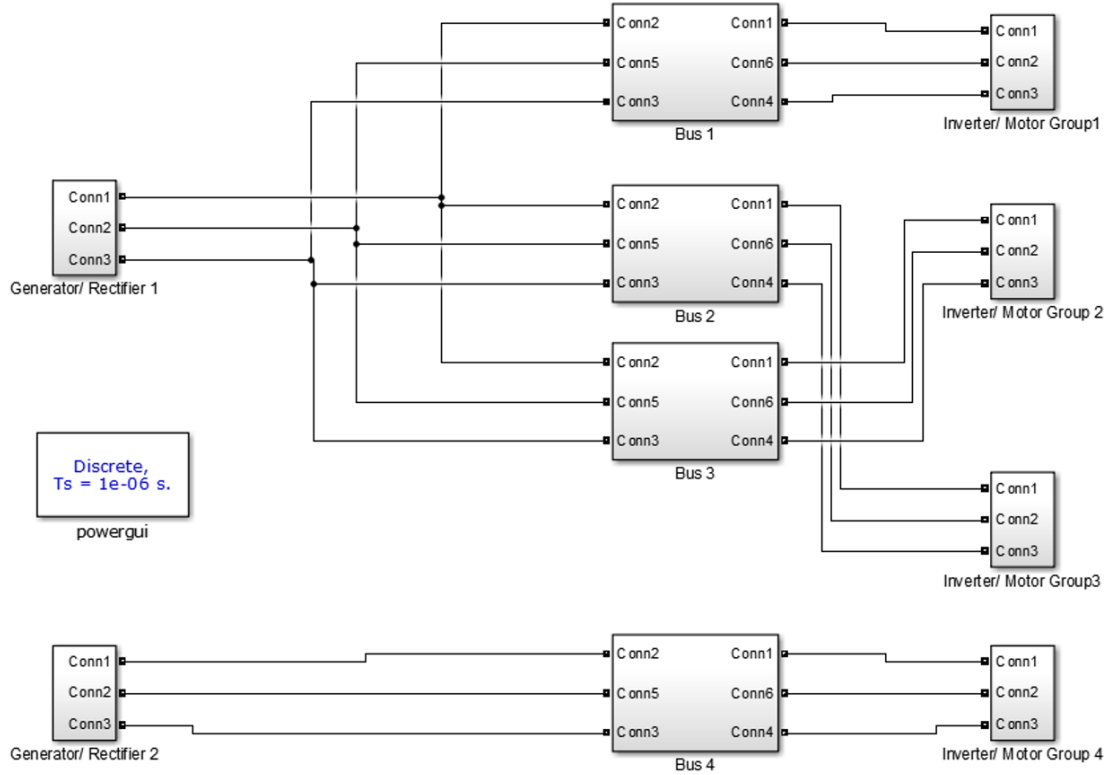 Conn2
Conn5
Conn3
Conn1
Conn6
Conn4
Bus 1
Conn1
Conn2
Conn3
Inverter/ Motor Group1
Conn1
Conn2
Conn3
Generator/ Rectifier 1
Conn2
Conn5
Conn3
Conn1
Conn6
Conn4
Bus 2
Conn1
Conn2
Conn3
Inverter/ Motor Group 2
Conn2
Conn5
Conn3
Conn1
Conn6
Conn4
Bus 3
Discrete,
Ts = 1e-06 s.
powergui
Conn1
Conn2
Conn3
Inverter/ Motor Group3
Conn1
Conn2
Conn3
Generator/ Rectifier 2
Conn2
Conn5
Conn3
Conn1
Conn6
Conn4
Bus 4
Conn1
Conn2
Conn3
Inverter/ Motor Group 4